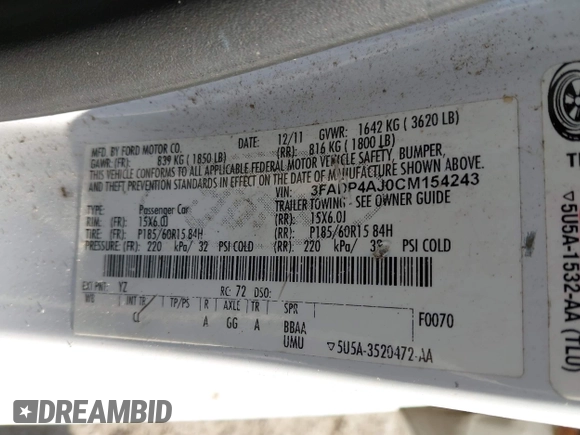 MFD. BY FORD MOTOR CO.
DATE: 12/11 GVWR: 1642 KG ( 3620 LB)
GAWR: (FR): 839 KG ( 1850 LB) (RR): 816 KG ( 1800 LB)
CONFORMS TO ALL APPLICABLE FEDERAL MOTOR VEHICLE SAFETY, BUMPER,
AND THEFT PREVENTION STANDARDS IN EFFECT ON THE DATE OF MANUFACTURE SHOWN ABOVE.
VIN: 3FADP4AJ0CM154243
TYPE: Passenger Car TRAILER TOWING - SEE OWNER GUIDE
RIM: (FR): 15X6.0J (RR): 15X6.0J
TIRE: (FR): P185/60R15 84H (RR): P185/60R15 84H
PRESSURE: (FR): 220 kPa/ 32 PSI COLD (RR): 220 kPa/ PSI COLD
EXT PNT: YZ RC: 72 DSO:
WB INT TR TP/PS R AXLE TR SPR
A GG A BBAA
UMU
F0070
▽5U5A-3520472-AA
▽5U5A-1532-AA (TLU)
DREAMBID